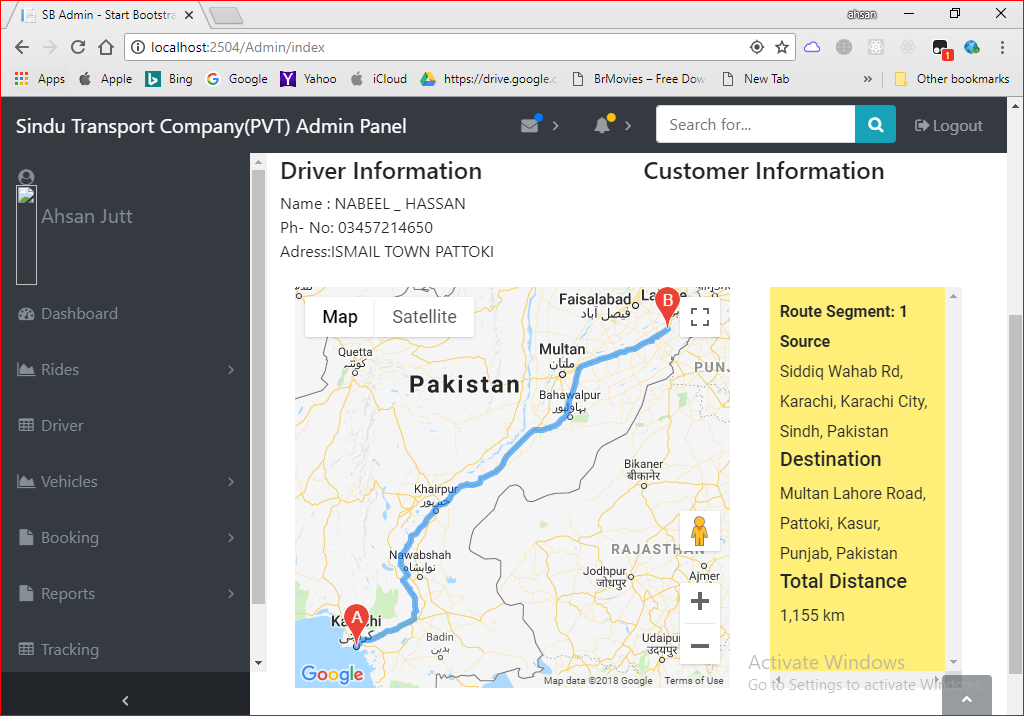 SB Admin - Start Bootstra
ahsan
localhost:2504/Admin/index
1
Apps
Apple
Bing
Google
Yahoo
iCloud
https://drive.google.c
BrMovies – Free Dow
New Tab
»
Other bookmarks
Sindu Transport Company(PVT) Admin Panel
Search for...
Logout
Ahsan Jutt
Dashboard
Rides
Driver
Vehicles
Booking
Reports
Tracking
Driver Information
Customer Information
Name : NABEEL _ HASSAN
Ph- No: 03457214650
Adress:ISMAIL TOWN PATTOKI
Map
Satellite
Faisalabad
فیصل آباد
B
Quetta
کوئٹہ
Multan
ملتان
Pakistan
PUNJ
Bahawalpur
بہاولپور
Bikaner
बीकानेर
Khairpur
خیرپور
RAJASTHAN
Nawabshah
نوابشاہ
Jodhpur
जोधपुर
Ajmer
A
Badin
بدین
Udaipur
उदयपुर
Google
Map data ©2018 Google
Terms of Use
Route Segment: 1
Source
Siddiq Wahab Rd,
Karachi, Karachi City,
Sindh, Pakistan
Destination
Multan Lahore Road,
Pattoki, Kasur,
Punjab, Pakistan
Total Distance
1,155 km
Activate Windows
Go to Settings to activate Windows.